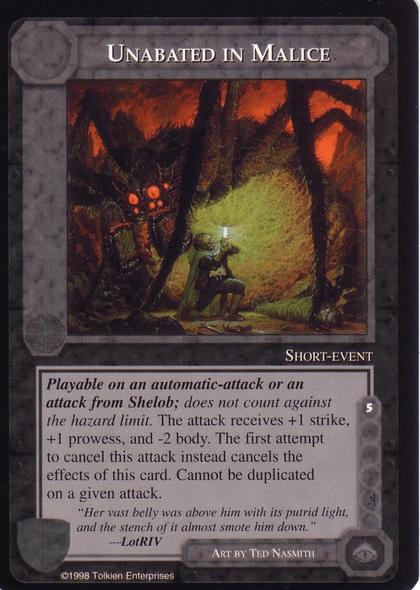 UNABATED IN MALICE
SHORT-EVENT
Playable on an automatic-attack or an
attack from Shelob; does not count against
the hazard limit. The attack receives +1 strike,
+1 prowess, and -2 body. The first attempt
to cancel this attack instead cancels the
effects of this card. Cannot be duplicated
on a given attack.
5
"Her vast belly was above him with its putrid light,
and the stench of it almost smote him down."
—LotRIV
ART BY TED NASMITH
©1998 Tolkien Enterprises